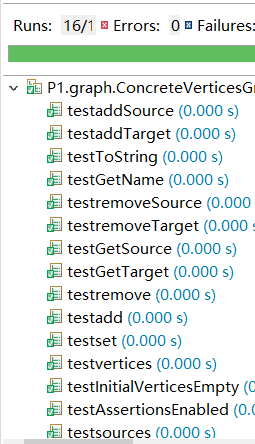 Runs: 16/1 Errors: 0 Failures:
P1.graph.ConcreteVerticesGr
testaddSource (0.000 s)
testaddTarget (0.000 s)
testToString (0.000 s)
testGetName (0.000 s)
testremoveSource (0.000 s)
testremoveTarget (0.000 s)
testGetSource (0.000 s)
testGetTarget (0.000 s)
testremove (0.000 s)
testadd (0.000 s)
testset (0.000 s)
testvertices (0.000 s)
testInitialVerticesEmpty (0
testAssertionsEnabled (0.0
testsources (0.000 s)